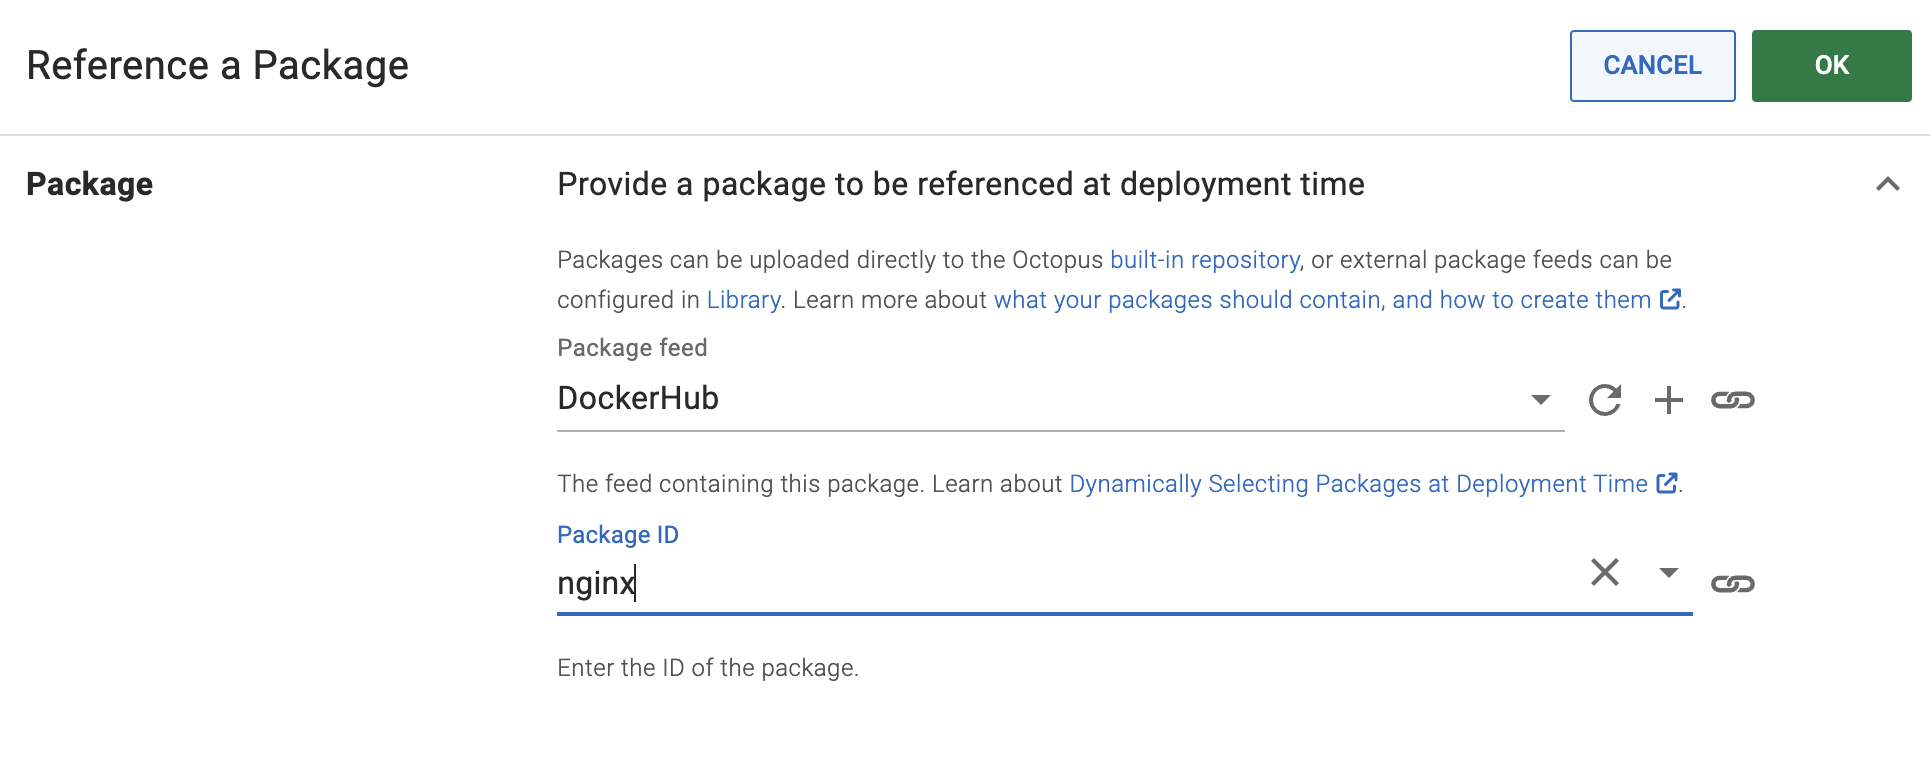 Reference a Package
CANCEL
OK
Package
Provide a package to be referenced at deployment time
Packages can be uploaded directly to the Octopus built-in repository, or external package feeds can be
configured in Library. Learn more about what your packages should contain, and how to create them.
Package feed
DockerHub
The feed containing this package. Learn about Dynamically Selecting Packages at Deployment Time.
Package ID
nginx
Enter the ID of the package.